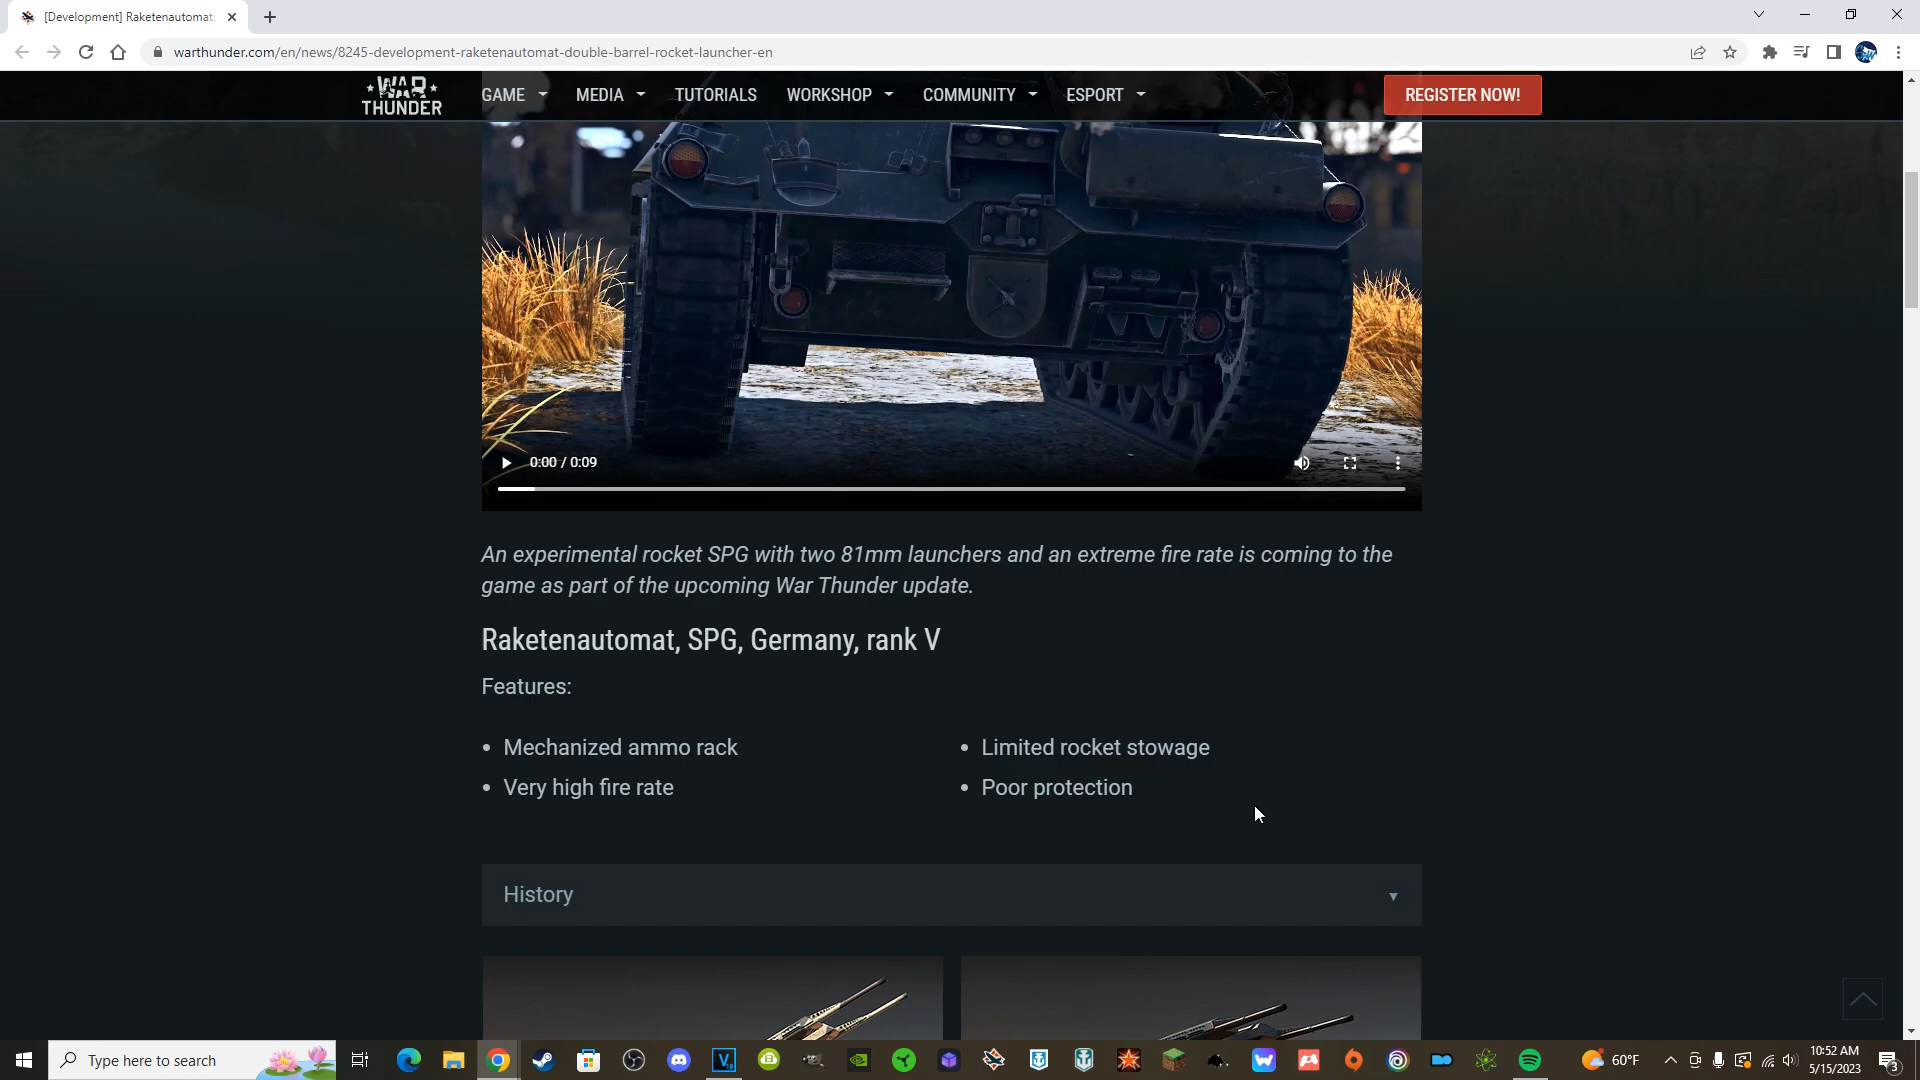 [Development] Raketenautomat:
warthunder.com/en/news/8245-development-raketenautomat-double-barrel-rocket-launcher-en
WAR
THUNDER
GAME
MEDIA
TUTORIALS
WORKSHOP
COMMUNITY
ESPORT
REGISTER NOW!
0:00 / 0:09
An experimental rocket SPG with two 81mm launchers and an extreme fire rate is coming to the
game as part of the upcoming War Thunder update.
Raketenautomat, SPG, Germany, rank V
Features:
• Mechanized ammo rack
• Very high fire rate
• Limited rocket stowage
• Poor protection
History
Type here to search
60°F
10:52 AM
5/15/2023
3